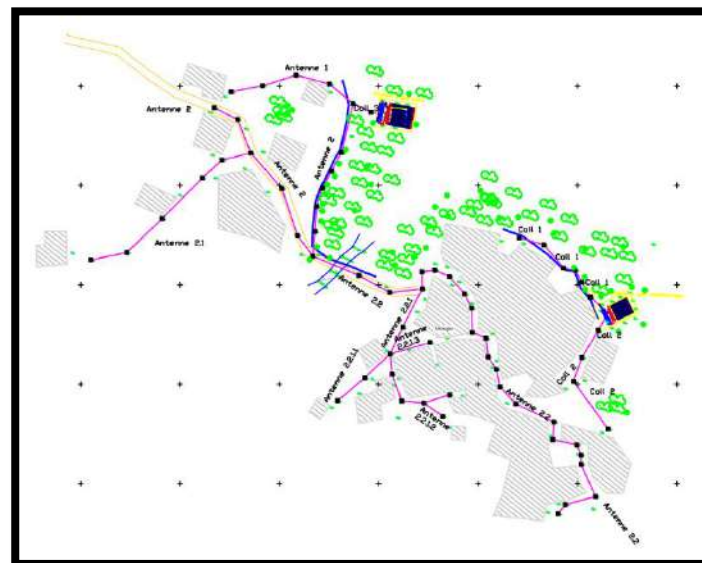 Antenne 1
Antenne 2
Coll 3
Antenne 2
Antenne 2
Antenne 2.1
Antenne 2.2
Coll 1
Coll 1
Coll 1
Antenne 2.2.1
Antenne
2.2.1.3
Coll 2
Antenne 2.2.1.1
Coll 2
Coll 2
Antenne
2.2.1.2
Antenne 2.2
Antenne 2.2